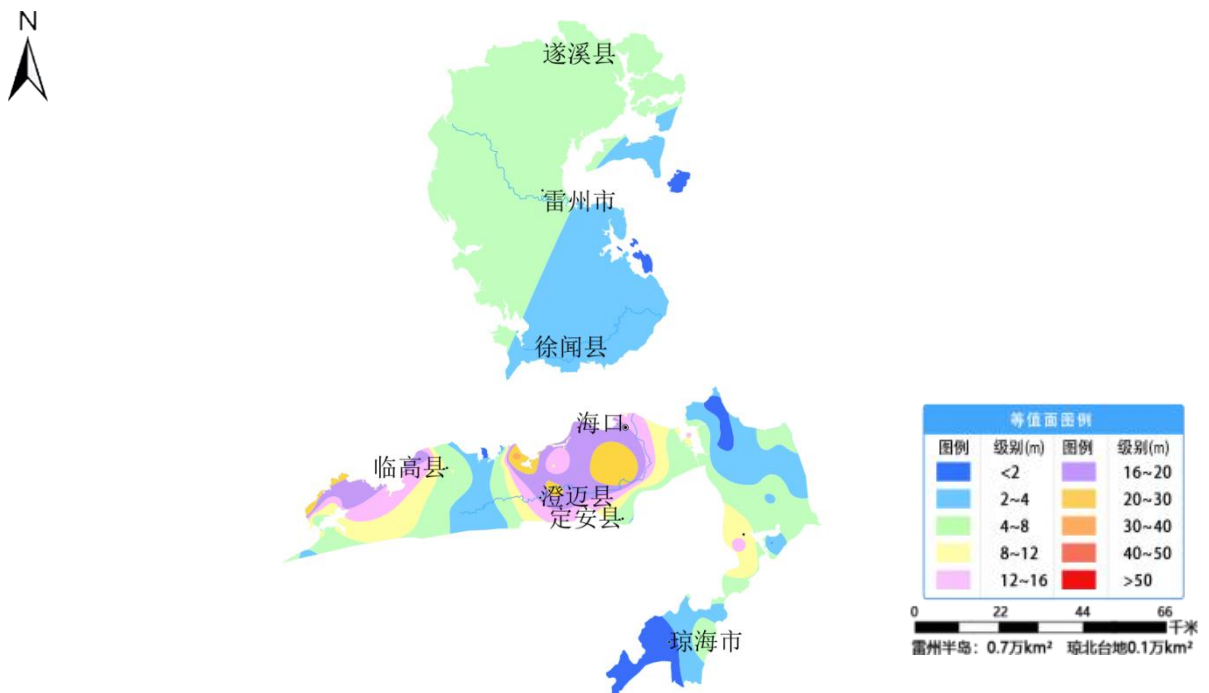 N
遂溪县
雷州市
徐闻县
海口
临高县
澄迈县
定安县
琼海市
等值面图例
图例 级别(m) 图例 级别(m)
<2 16~20
2~4 20~30
4~8 30~40
8~12 40~50
12~16 >50
0 22 44 66
千米
雷州半岛：0.7万km² 琼北台地0.1万km²